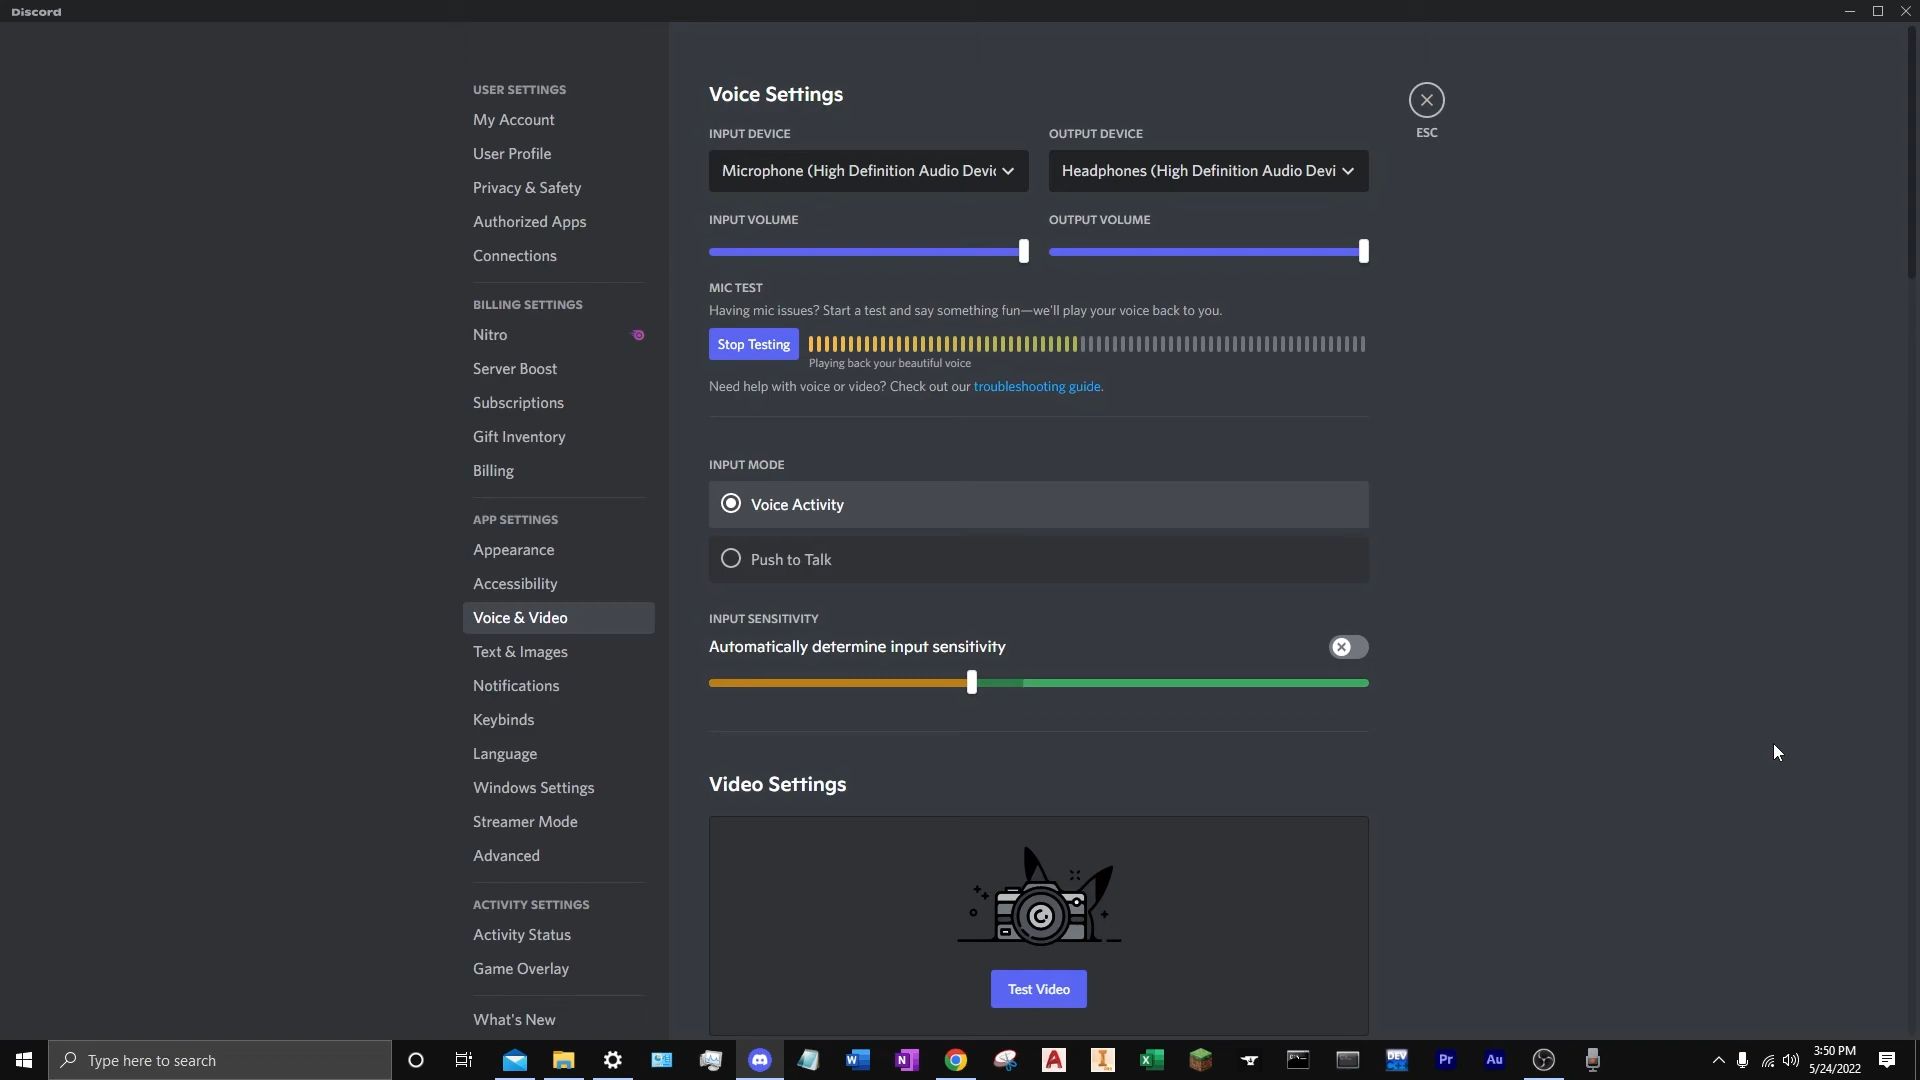 Discord
USER SETTINGS
My Account
User Profile
Privacy & Safety
Authorized Apps
Connections
BILLING SETTINGS
Nitro
Server Boost
Subscriptions
Gift Inventory
Billing
APP SETTINGS
Appearance
Accessibility
Voice & Video
Text & Images
Notifications
Keybinds
Language
Windows Settings
Streamer Mode
Advanced
ACTIVITY SETTINGS
Activity Status
Game Overlay
What's New
Voice Settings
ESC
INPUT DEVICE
OUTPUT DEVICE
Microphone (High Definition Audio Devic
Headphones (High Definition Audio Devi
INPUT VOLUME
OUTPUT VOLUME
MIC TEST
Having mic issues? Start a test and say something fun—we'll play your voice back to you.
Stop Testing
Playing back your beautiful voice
Need help with voice or video? Check out our troubleshooting guide.
INPUT MODE
Voice Activity
Push to Talk
INPUT SENSITIVITY
Automatically determine input sensitivity
Video Settings
Test Video
Type here to search
DEV
Pr
Au
3:50 PM
5/24/2022